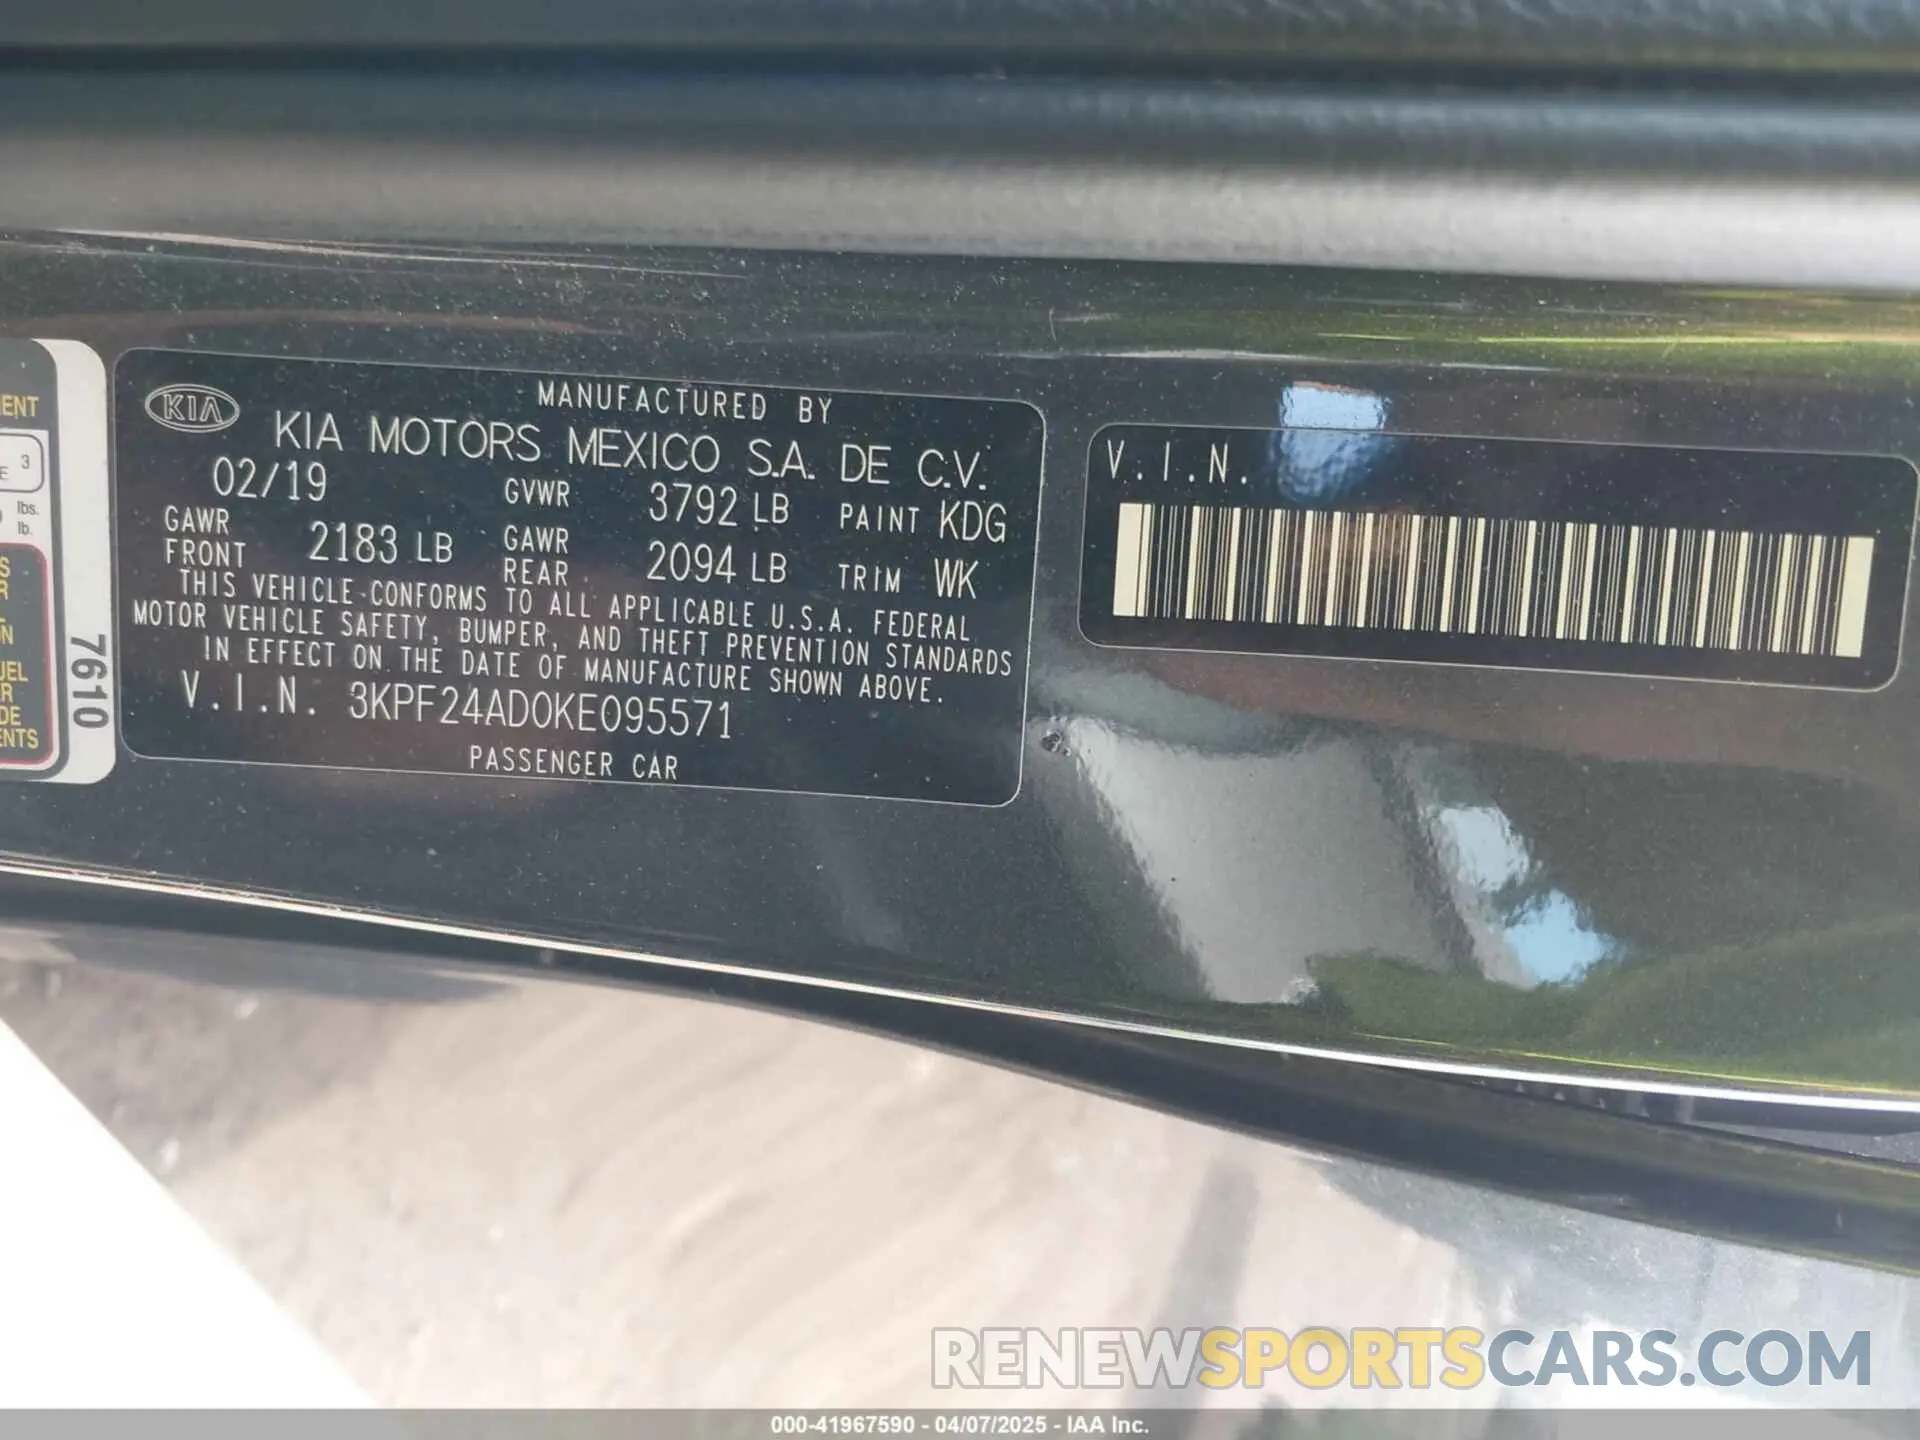 KIA
MANUFACTURED BY
KIA MOTORS MEXICO S.A. DE C.V.
02/19 GVWR 3792 LB PAINT KDG
GAWR FRONT 2183 LB GAWR REAR 2094 LB TRIM WK
THIS VEHICLE CONFORMS TO ALL APPLICABLE U.S.A. FEDERAL
MOTOR VEHICLE SAFETY, BUMPER, AND THEFT PREVENTION STANDARDS
IN EFFECT ON THE DATE OF MANUFACTURE SHOWN ABOVE.
V.I.N. 3KPF24AD0KE095571
PASSENGER CAR
V.I.N.
3
lbs.
lb.
7610
RENEWSPORTSCARS.COM
000-41967590 - 04/07/2025 - IAA Inc.